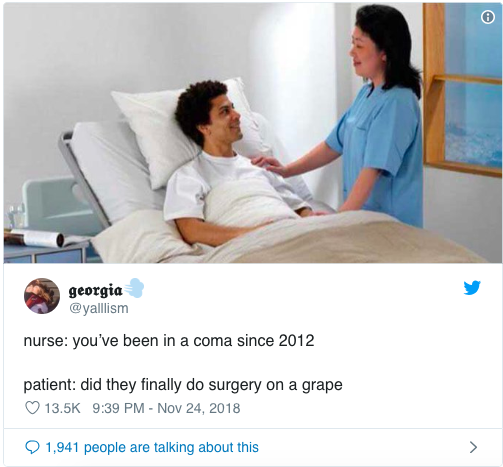 georgia💨
@yalllism
nurse: you’ve been in a coma since 2012
patient: did they finally do surgery on a grape
13.5K 9:39 PM - Nov 24, 2018
1,941 people are talking about this